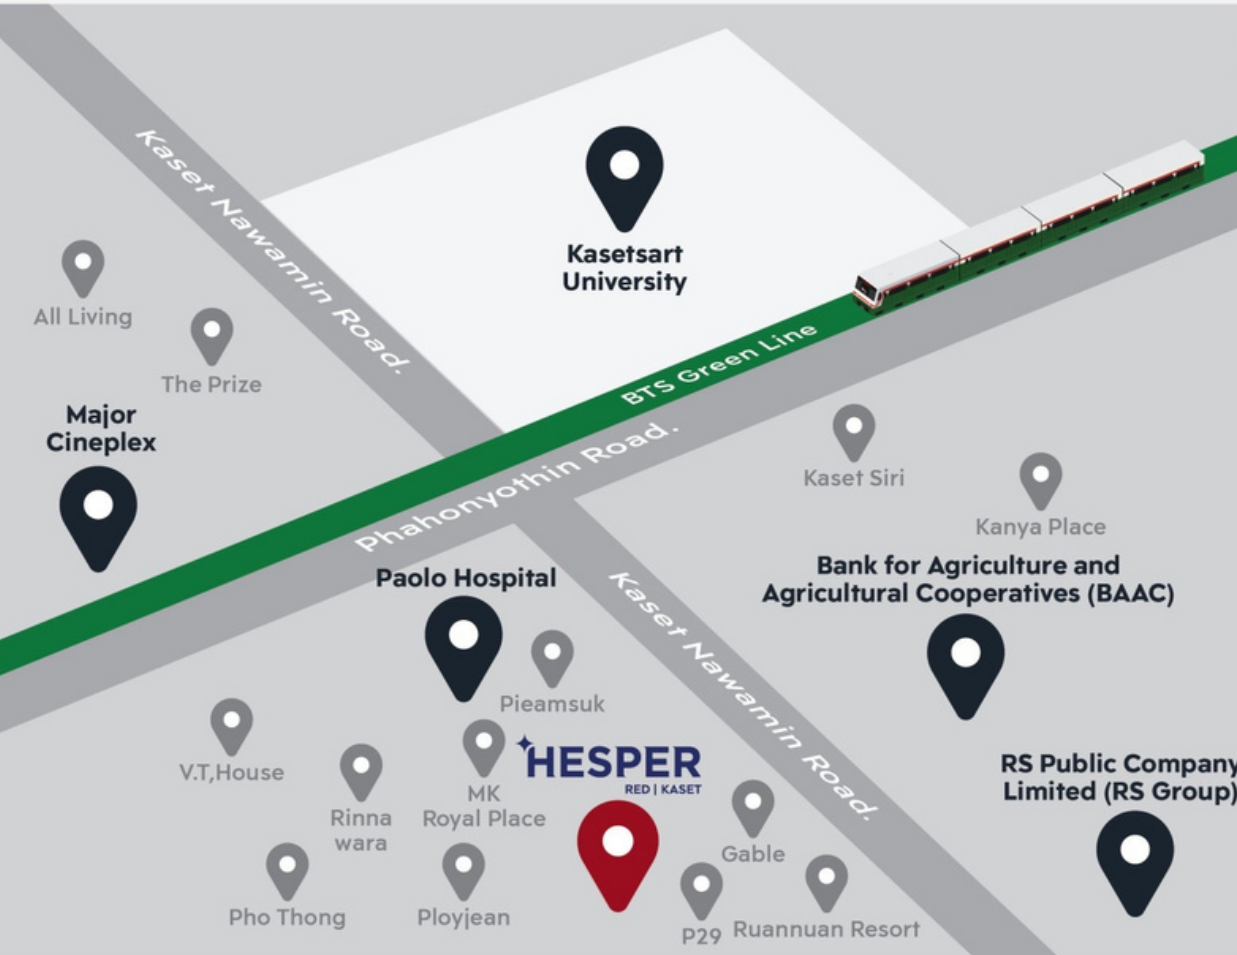 Kaset Nawamin Road.
Kasetsart
University
All Living
The Prize
BTS Green Line
Major
Cineplex
Phahonyothin Road.
Kaset Siri
Kanya Place
Paolo Hospital
Bank for Agriculture and
Agricultural Cooperatives (BAAC)
Kaset Nawamin Road.
Pieamsuk
V.T,House
HESPER
RED | KASET
Rinna
wara
MK
Royal Place
RS Public Company
Limited (RS Group)
Gable
Pho Thong
Ployjean
P29
Ruannuan Resort